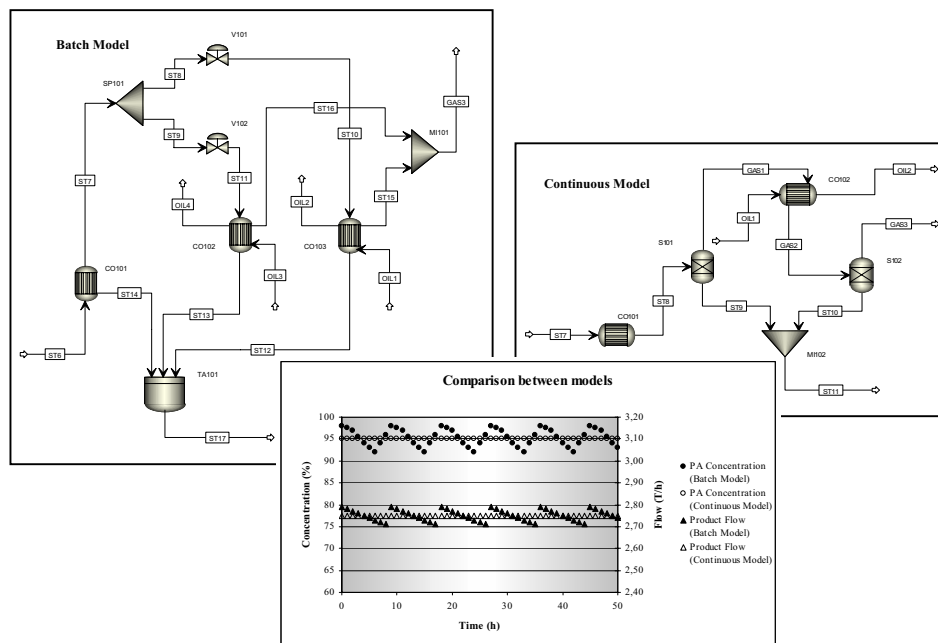 Batch Model
V101
ST8
SP101
ST16
GAS3
V102
ST9
ST10
MI101
ST7
ST11
ST15
OIL4
OIL2
CO102
CO103
CO101
ST14
OIL3
OIL1
ST13
ST6
ST12
TA101
ST17
Continuous Model
GAS1
CO102
OIL2
OIL1
S101
GAS2
GAS3
S102
ST8
CO101
ST9
ST10
ST7
MI102
ST11
Comparison between models
Concentration (%)
100
95
90
85
80
75
70
65
60
3,20
3,10
3,00
2,90
2,80
2,70
2,60
2,50
2,40
Flow (T/h)
0 10 20 30 40 50
Time (h)
PA Concentration
(Batch Model)
PA Concentration
(Continuous Model)
Product Flow
(Batch Model)
Product Flow
(Continuous Model)